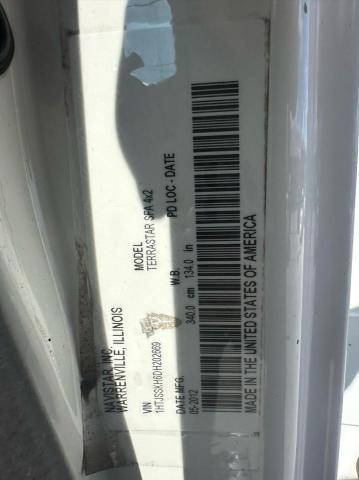 NAVISTAR, INC.
WARRENVILLE, ILLINOIS
VIN
MODEL
1HTJSSKH6DH202669
TERRASTAR SFA 4x2
W.B.
PD LOC - DATE
DATE MFG.
340.0 cm 134.0 in
05-2012
MADE IN THE UNITED STATES OF AMERICA